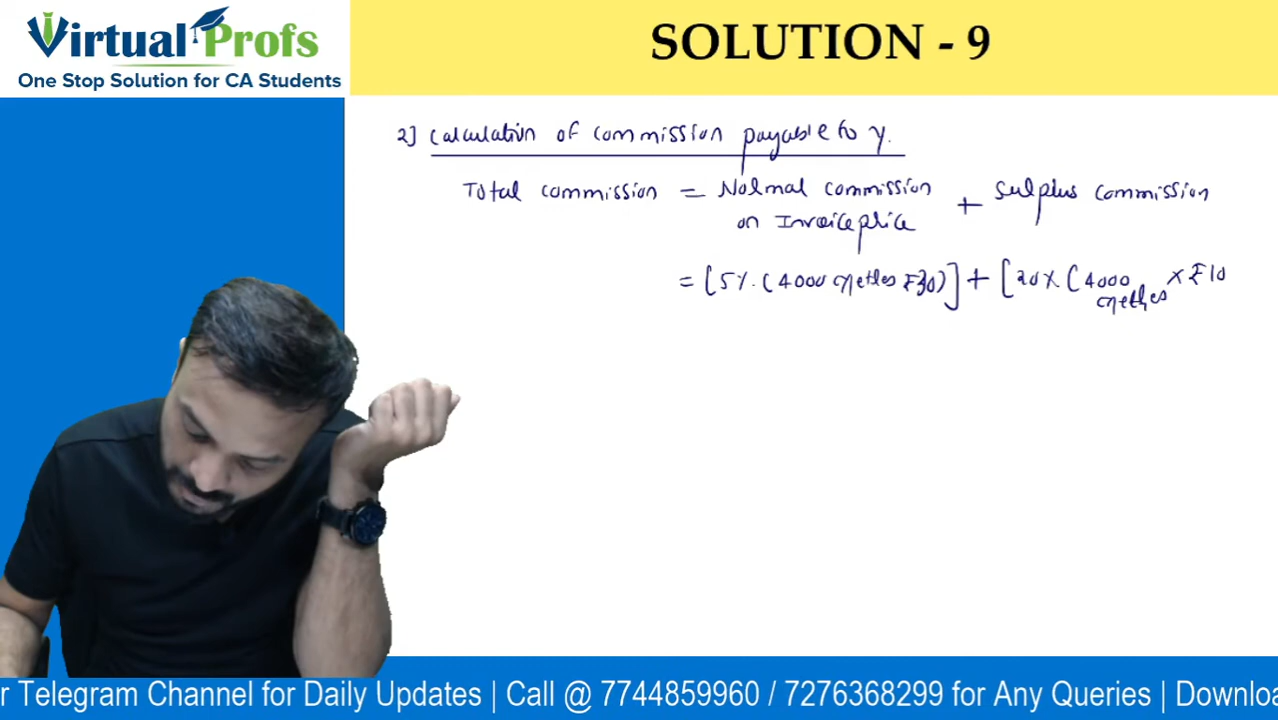 Virtual Profs
One Stop Solution for CA Students
SOLUTION - 9
2] Calculation of commission payable to Y.
Total commission = Normal commission + Surplus commission
on Invoice price
= [5% (4000 metres ₹30)] + [20% (4000 × ₹10
metres
r Telegram Channel for Daily Updates | Call @ 7744859960 / 7276368299 for Any Queries | Downloa